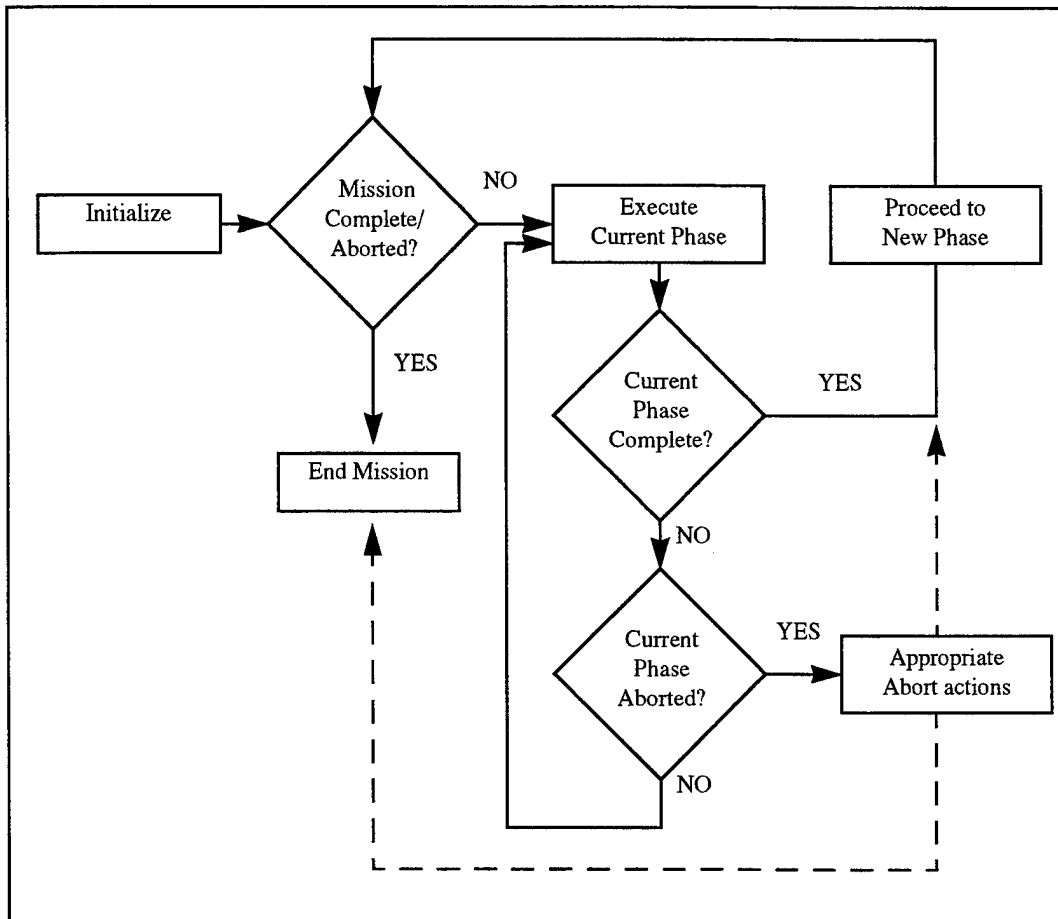 Initialize
Mission
Complete/
Aborted?
NO
Execute
Current Phase
Proceed to
New Phase
YES
End Mission
Current
Phase
Complete?
YES
NO
Current
Phase
Aborted?
YES
Appropriate
Abort actions
NO